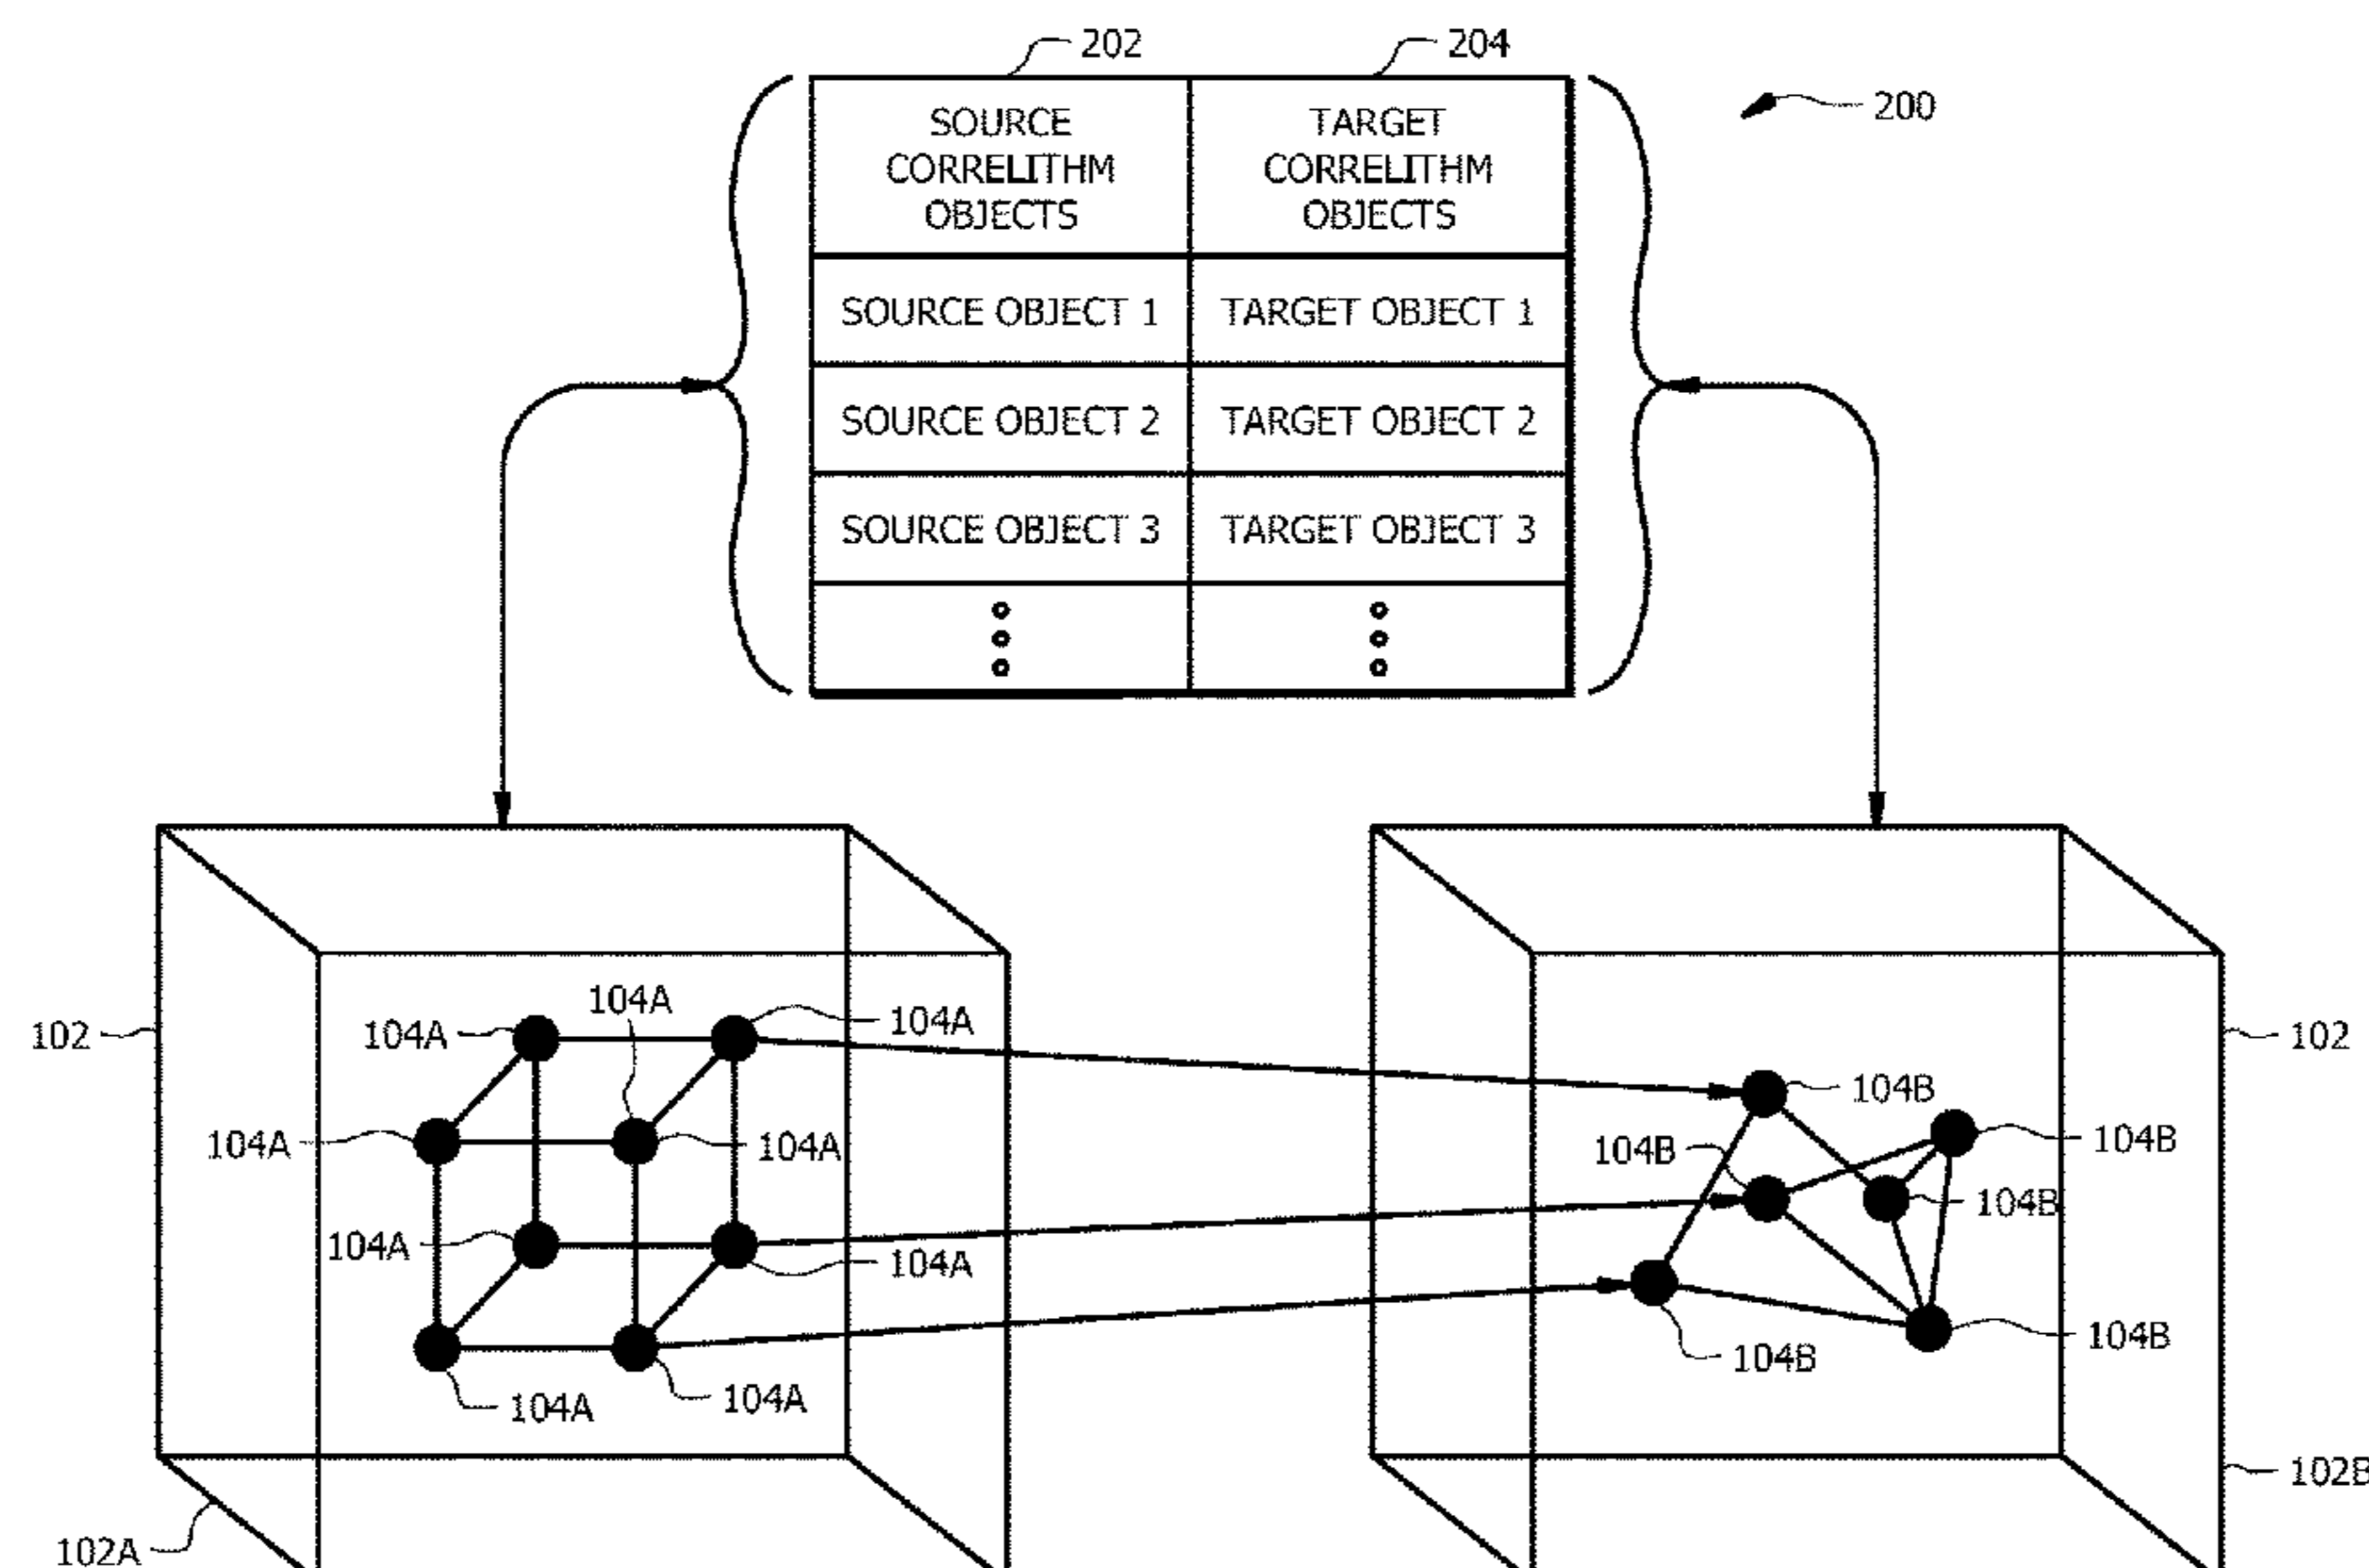 202
204
200
SOURCE
CORRELITHM
OBJECTS
TARGET
CORRELITHM
OBJECTS
SOURCE OBJECT 1
TARGET OBJECT 1
SOURCE OBJECT 2
TARGET OBJECT 2
SOURCE OBJECT 3
TARGET OBJECT 3
104A
104A
104A
102
102
104B
104A
104A
104B
104B
104B
104A
104A
104B
104B
104A
104A
102B
102A